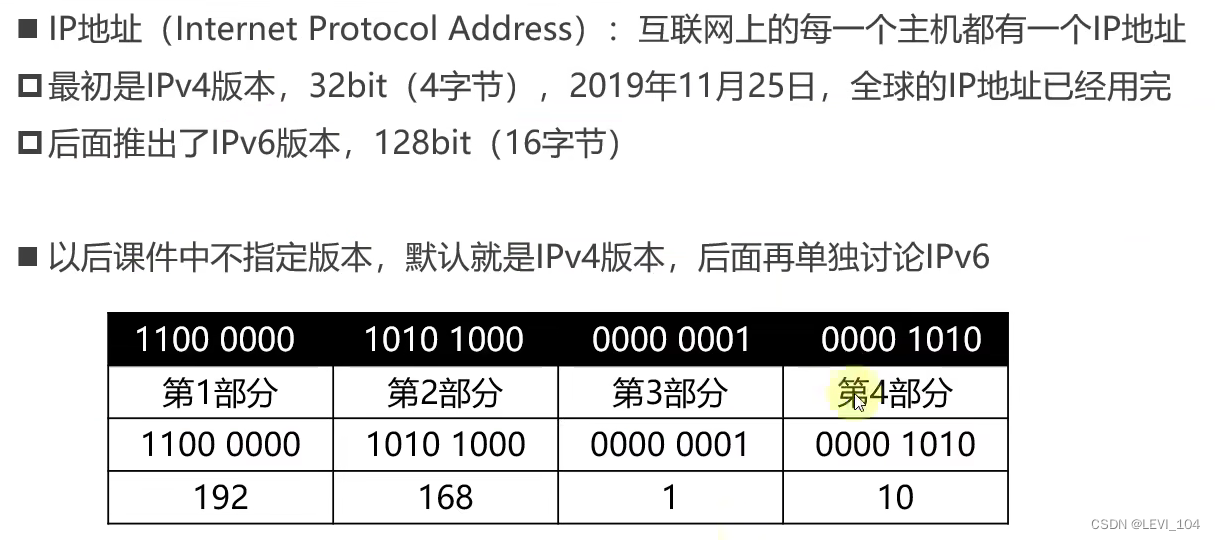 ■ IP地址（Internet Protocol Address）：互联网上的每一个主机都有一个IP地址
最初是IPv4版本，32bit（4字节），2019年11月25日，全球的IP地址已经用完
后面推出了IPv6版本，128bit（16字节）
■ 以后课件中不指定版本，默认就是IPv4版本，后面再单独讨论IPv6
1100 0000 1010 1000 0000 0001 0000 1010
第1部分 第2部分 第3部分 第4部分
1100 0000 1010 1000 0000 0001 0000 1010
192 168 1 10
CSDN @LEVI_104